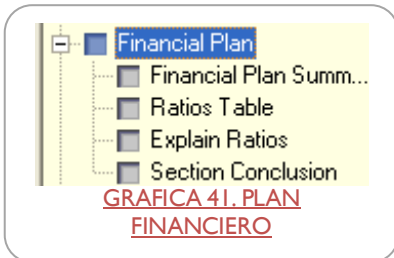 Financial Plan
Financial Plan Summ...
Ratios Table
Explain Ratios
Section Conclusion
GRAFICA 41. PLAN
FINANCIERO